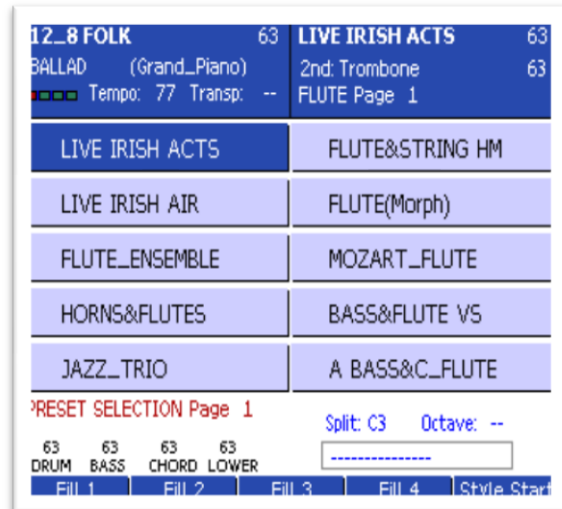 12_8 FOLK 63
BALLAD (Grand_Piano)
Tempo: 77 Transp: --
LIVE IRISH ACTS 63
2nd: Trombone 63
FLUTE Page 1
LIVE IRISH ACTS FLUTE&STRING HM
LIVE IRISH AIR FLUTE(Morph)
FLUTE_ENSEMBLE MOZART_FLUTE
HORNS&FLUTES BASS&FLUTE VS
JAZZ_TRIO A BASS&C_FLUTE
PRESET SELECTION Page 1
Split: C3 Octave: --
63 63 63 63
DRUM BASS CHORD LOWER
---------------
Fill 1 Fill 2 Fill 3 Fill 4 Style Start